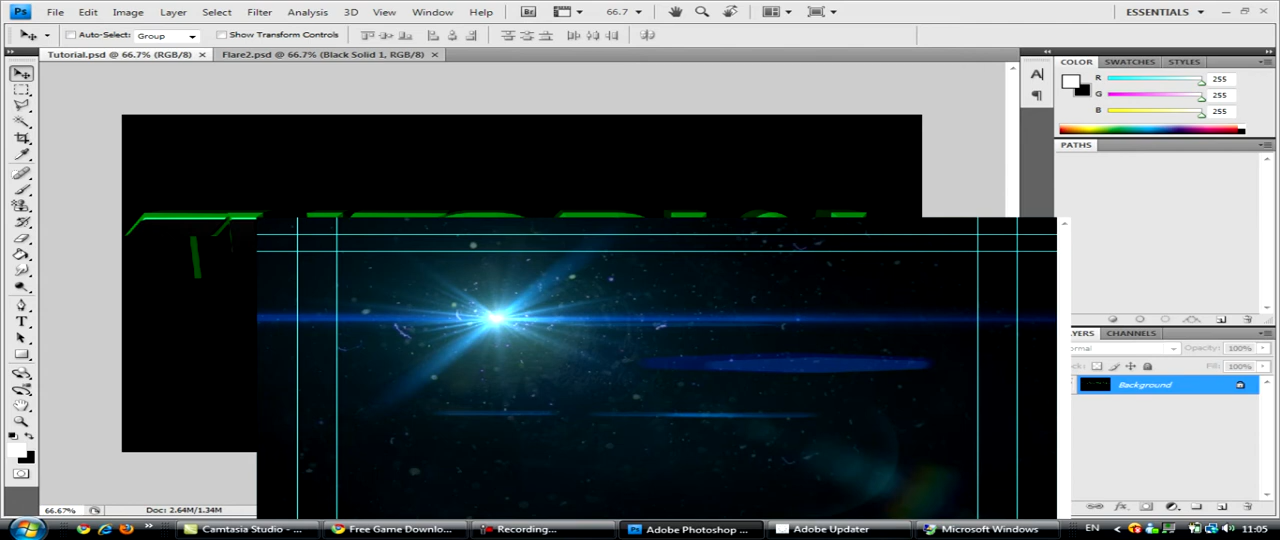 Ps File Edit Image Layer Select Filter Analysis 3D View Window Help Br 66.7 ESSENTIALS
Auto-Select: Group Show Transform Controls
Tutorial.psd @ 66.7% (RGB/8) × Flare2.psd @ 66.7% (Black Solid 1, RGB/8) ×
COLOR SWATCHES STYLES
R 255
G 255
B 255
PATHS
CHANNELS
Opacity: 100%
Fill: 100%
Background
66.67% Doc: 2.64M/1.34M
Camtasia Studio - ... Free Game Downlo... Recording... Adobe Photoshop ... Adobe Updater Microsoft Windows EN 11:05